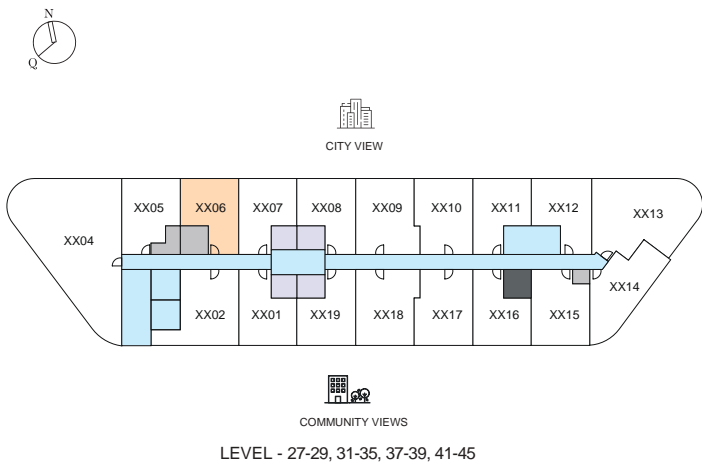 N
Q
CITY VIEW
XX05 XX06 XX07 XX08 XX09 XX10 XX11 XX12 XX13
XX04
XX14
XX02 XX01 XX19 XX18 XX17 XX16 XX15
COMMUNITY VIEWS
LEVEL - 27-29, 31-35, 37-39, 41-45